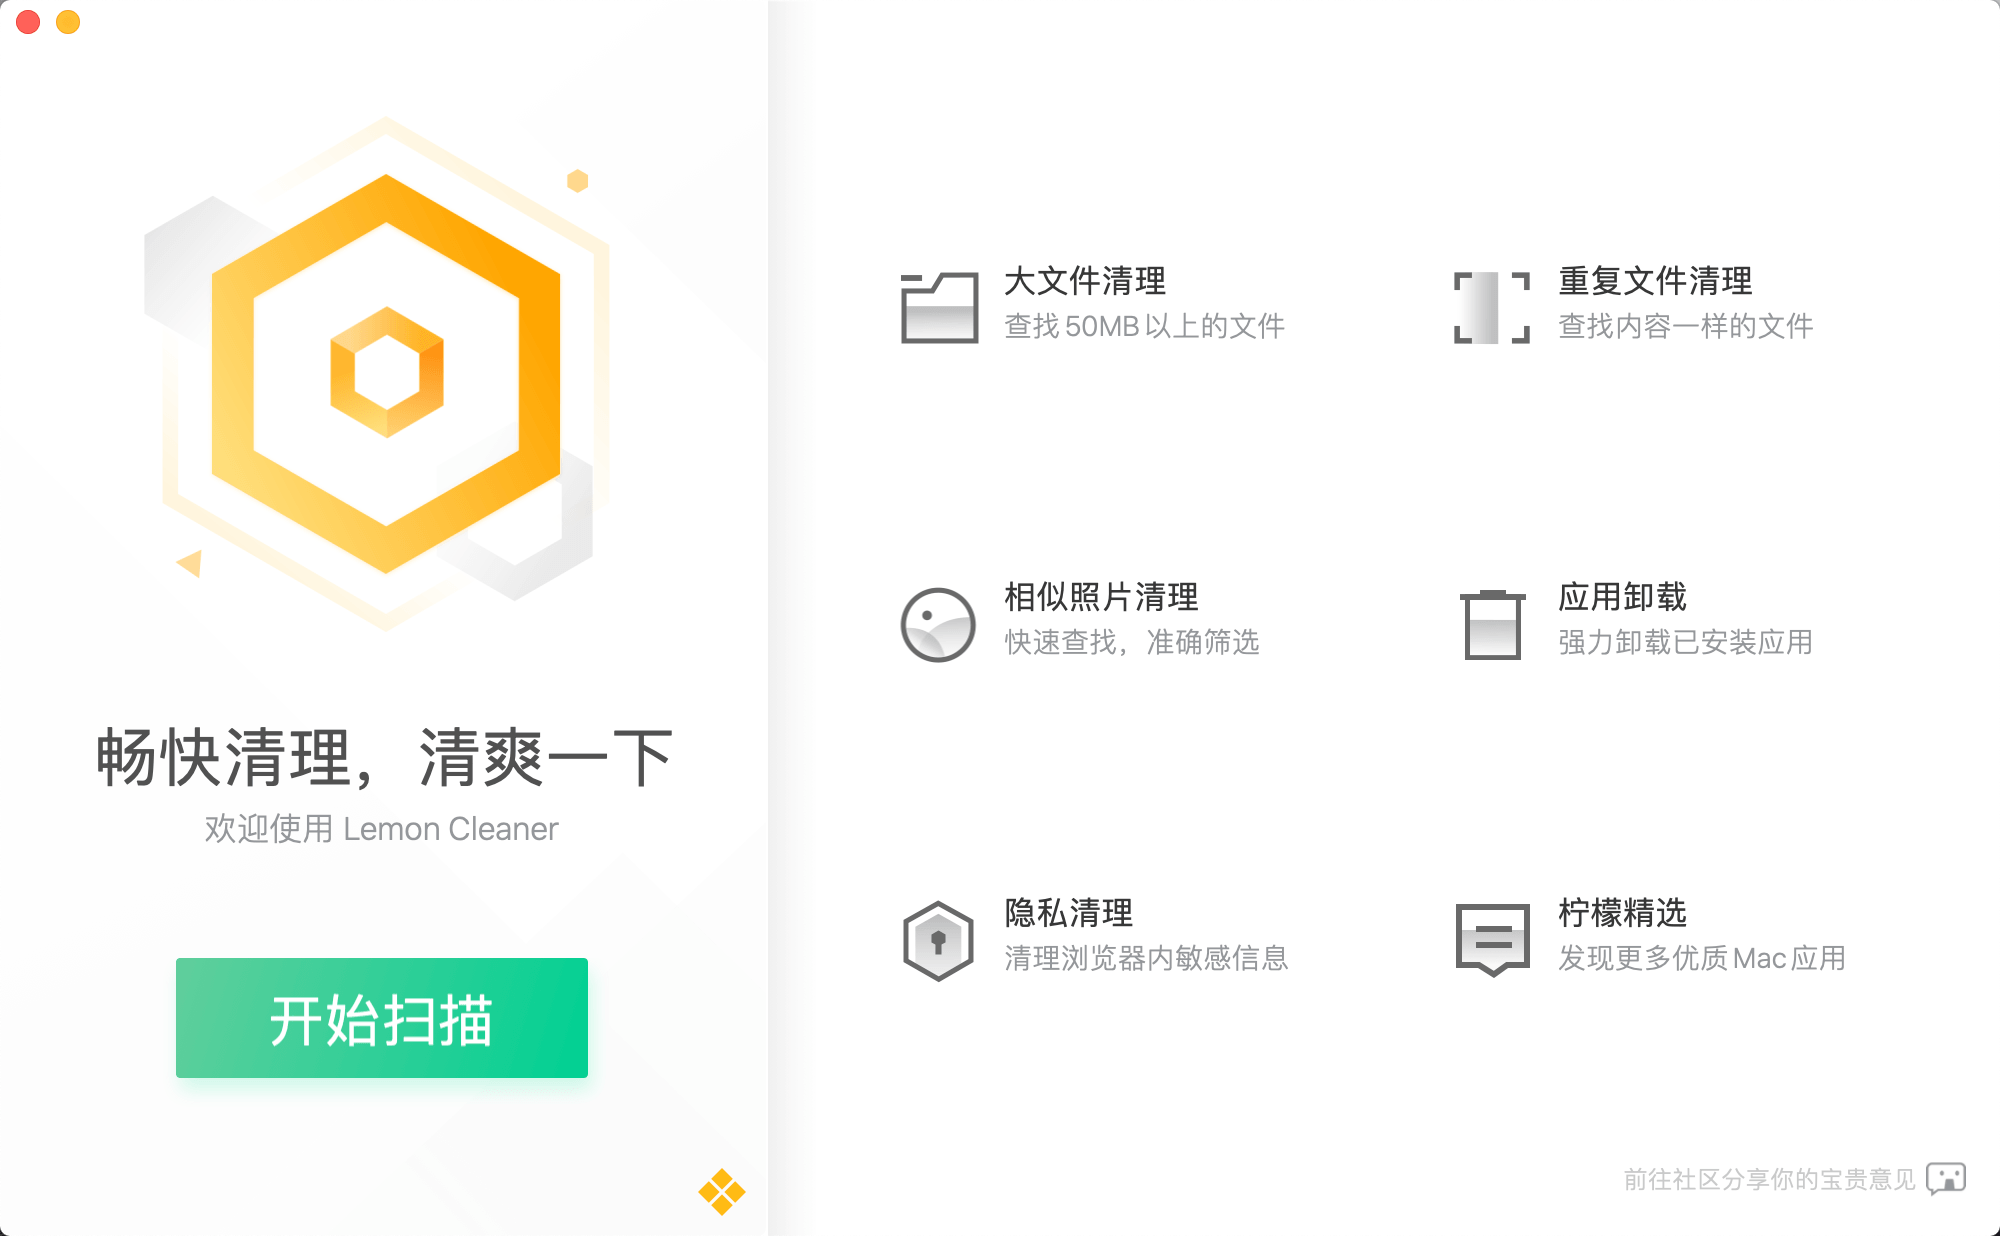 畅快清理，清爽一下
欢迎使用 Lemon Cleaner
开始扫描
大文件清理
查找 50MB 以上的文件
重复文件清理
查找内容一样的文件
相似照片清理
快速查找，准确筛选
应用卸载
强力卸载已安装应用
隐私清理
清理浏览器内敏感信息
柠檬精选
发现更多优质 Mac 应用
前往社区分享你的宝贵意见